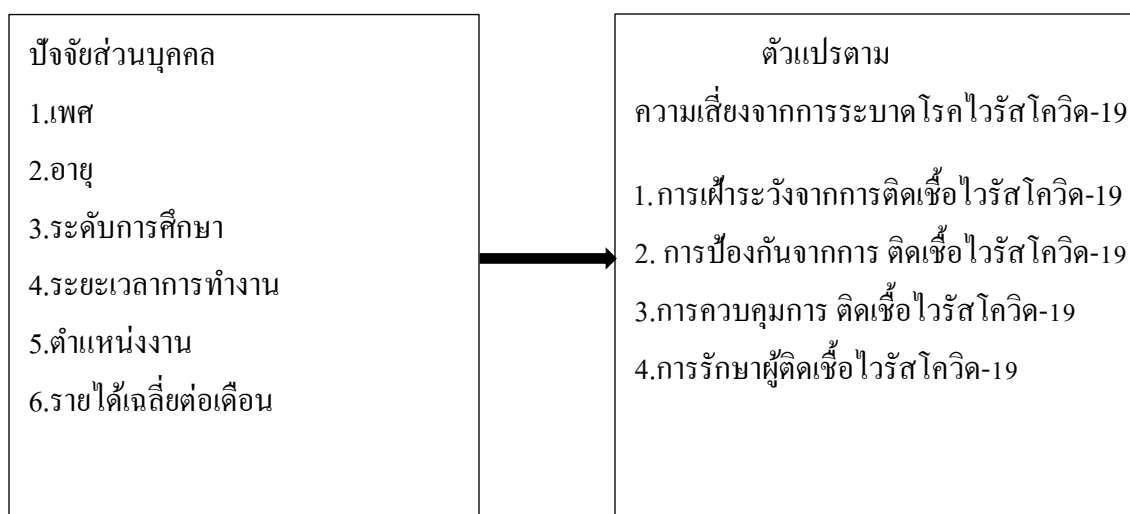 ปัจจัยส่วนบุคคล
1.เพศ
2.อายุ
3.ระดับการศึกษา
4.ระยะเวลาการทำงาน
5.ตำแหน่งงาน
6.รายได้เฉลี่ยต่อเดือน
ตัวแปรตาม
ความเสี่ยงจากการระบาดโรคไวรัสโควิด-19
1.การเฝ้าระวังจากการติดเชื้อไวรัสโควิด-19
2. การป้องกันจากการ ติดเชื้อไวรัสโควิด-19
3.การควบคุมการ ติดเชื้อไวรัสโควิด-19
4.การรักษาผู้ติดเชื้อไวรัสโควิด-19